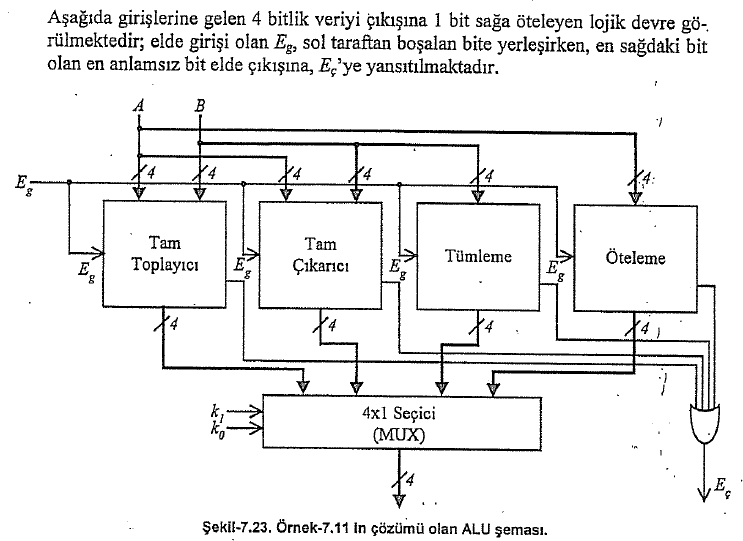 Aşağıda girişlerine gelen 4 bitlik veriyi çıkışına 1 bit sağa öteleyen lojik devre gö-
rülmektedir; elde girişi olan Eg, sol taraftan boşalan bite yerleşirken, en sağdaki bit
olan en anlamsız bit elde çıkışına, Eç'ye yansıtılmaktadır.
A B
4 4 4 4 4 4
Eg
Tam
Toplayıcı
Eg
Tam
Çıkarıcı
Eg
Tümleme
Eg
Öteleme
Eg
4 4 4 4
k1
k0
4x1 Seçici
(MUX)
4
Eç
Şekil-7.23. Örnek-7.11 in çözümü olan ALU şeması.